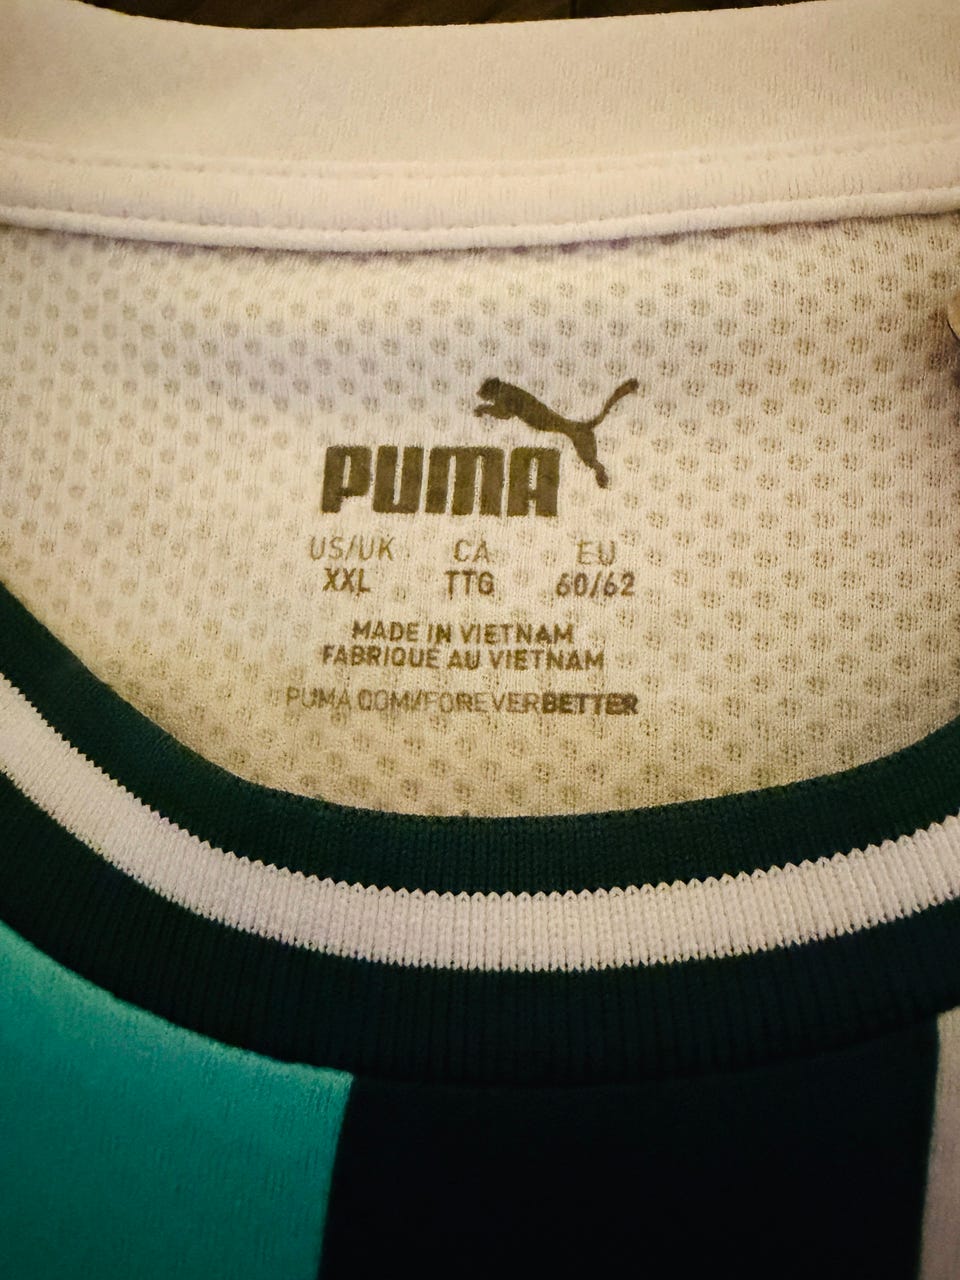 PUMA
US/UK CA EU
XXL TTG 60/62
MADE IN VIETNAM
FABRIQUE AU VIETNAM
PUMA.COM/FOREVERBETTER